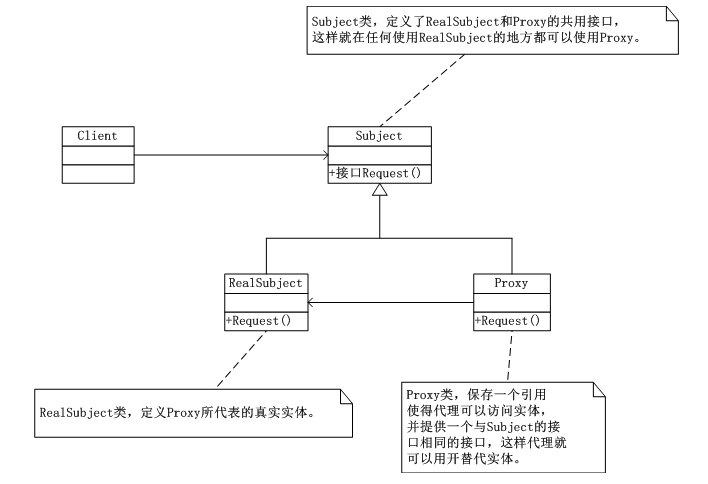 Subject类，定义了RealSubject和Proxy的共用接口，
这样就在任何使用RealSubject的地方都可以使用Proxy。
Client
Subject
+接口Request()
RealSubject
+Request()
Proxy
+Request()
RealSubject类，定义Proxy所代表的真实实体。
Proxy类，保存一个引用
使得代理可以访问实体，
并提供一个与Subject的接
口相同的接口，这样代理就
可以用开替代实体。